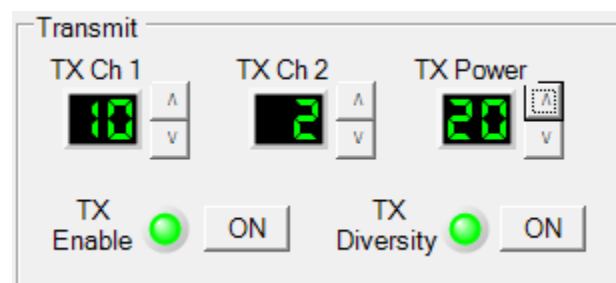 Transmit
TX Ch 1 TX Ch 2 TX Power
10 2 20
TX Enable ON TX Diversity ON